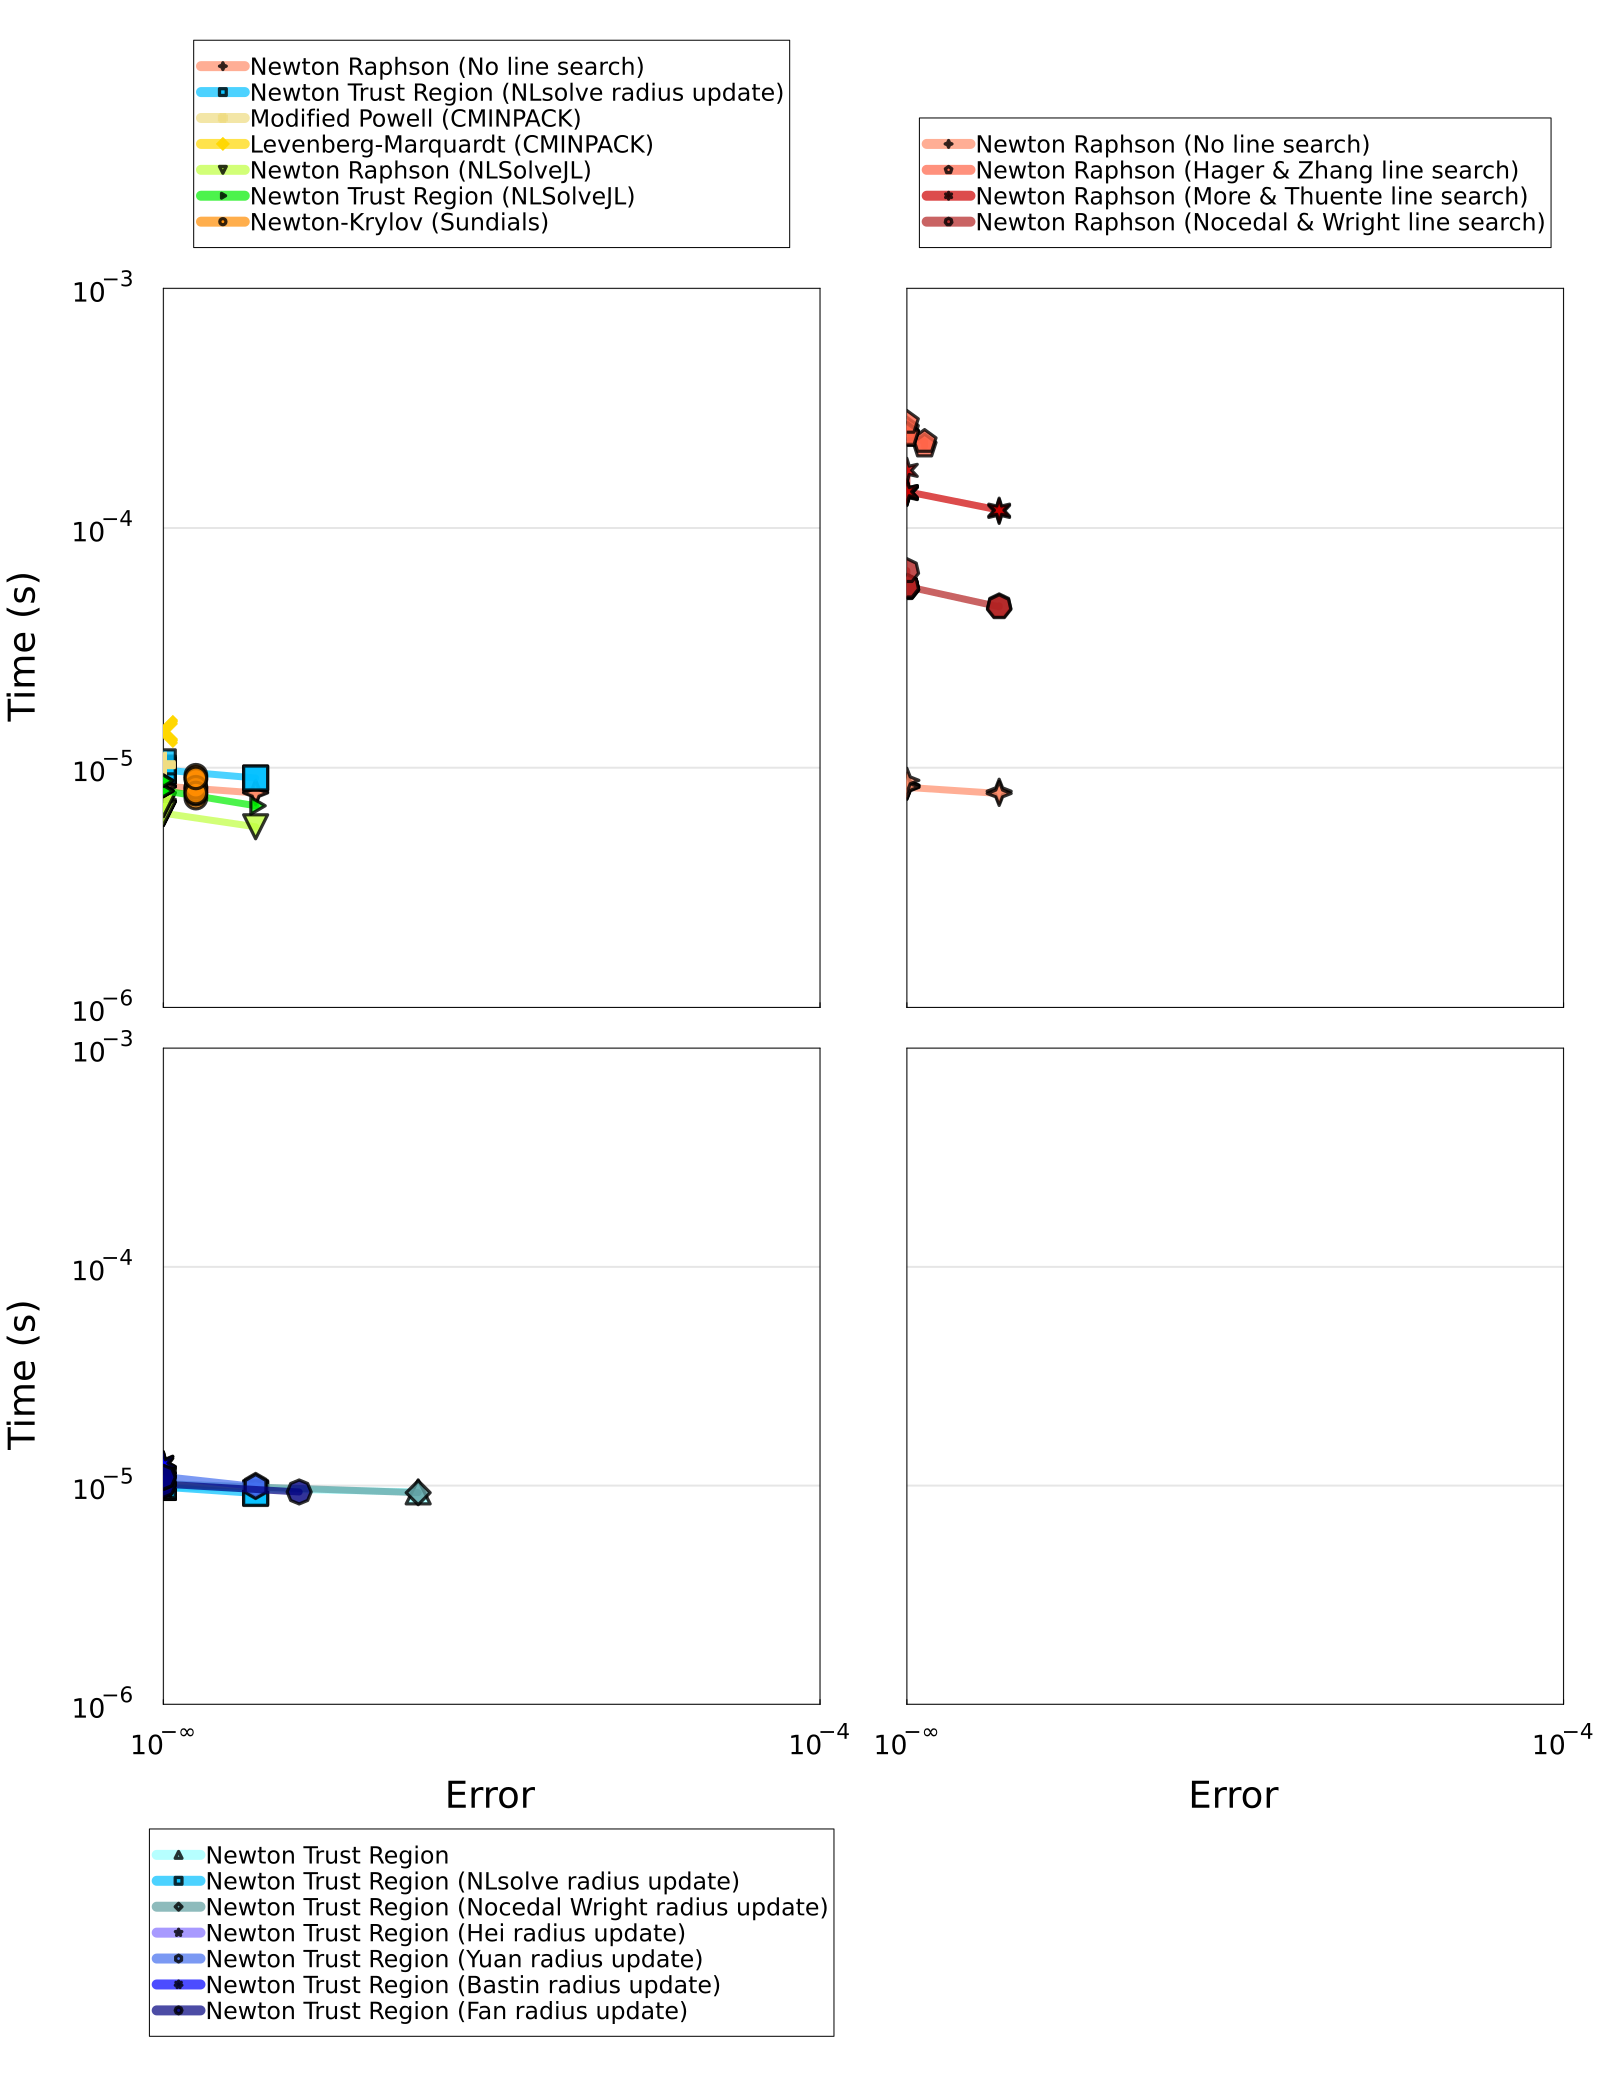 Newton Raphson (No line search)
Newton Trust Region (NLsolve radius update)
Modified Powell (CMINPACK)
Levenberg-Marquardt (CMINPACK)
Newton Raphson (NLSolveJL)
Newton Trust Region (NLSolveJL)
Newton-Krylov (Sundials)
Newton Raphson (No line search)
Newton Raphson (Hager & Zhang line search)
Newton Raphson (More & Thuente line search)
Newton Raphson (Nocedal & Wright line search)
10⁻³
10⁻⁴
10⁻⁵
10⁻⁶
Time (s)
10⁻³
10⁻⁴
10⁻⁵
10⁻⁶
Time (s)
10^−∞
10⁻⁴
10^−∞
10⁻⁴
Error
Error
Newton Trust Region
Newton Trust Region (NLsolve radius update)
Newton Trust Region (Nocedal Wright radius update)
Newton Trust Region (Hei radius update)
Newton Trust Region (Yuan radius update)
Newton Trust Region (Bastin radius update)
Newton Trust Region (Fan radius update)